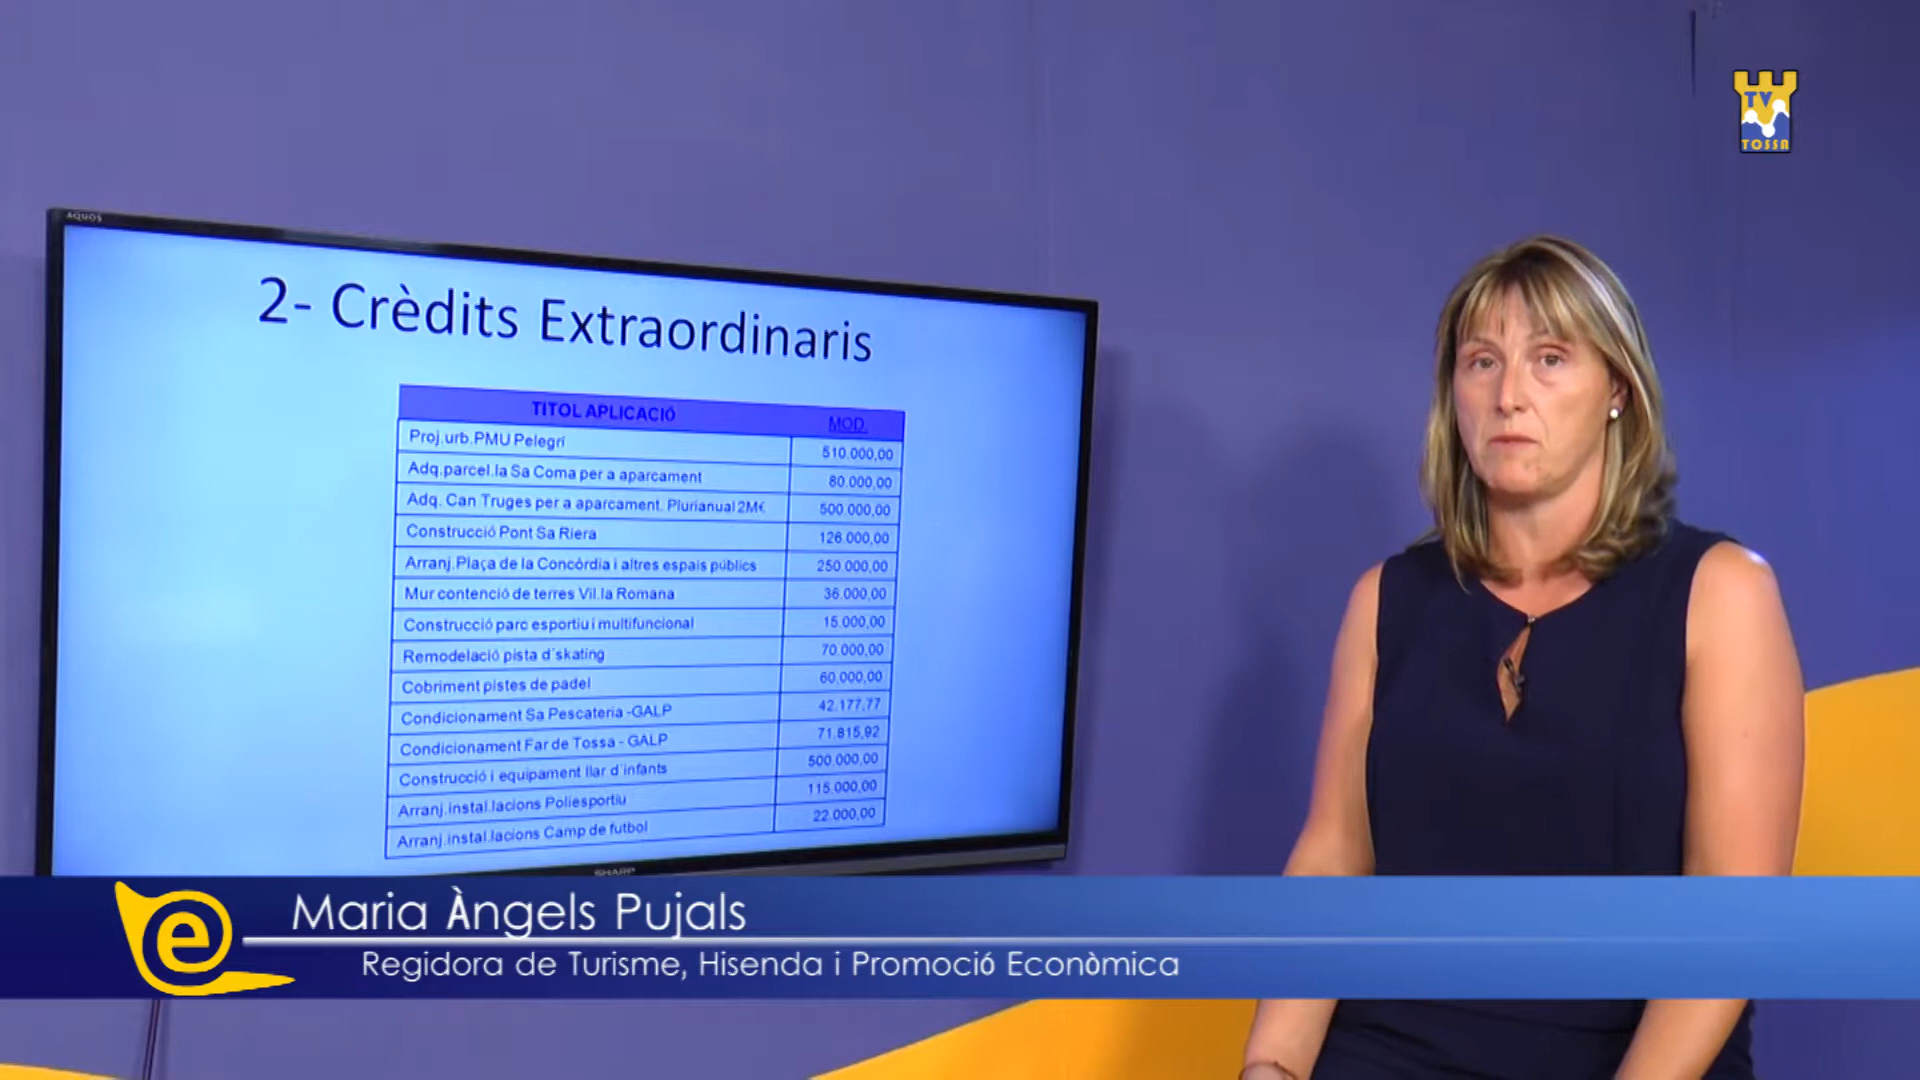 TV
TOSSA
AQUOS
2- Crèdits Extraordinaris
TITOL APLICACIÓ MOD.
Proj.urb.PMU Pelegrí 510.000,00
Adq.parcel.la Sa Coma per a aparcament 80.000,00
Adq. Can Truges per a aparcament. Plurianual 2M€ 500.000,00
Construcció Pont Sa Riera 126.000,00
Arranj.Plaça de la Concòrdia i altres espais públics 250.000,00
Mur contenció de terres Vil.la Romana 36.000,00
Construcció parc esportiu i multifuncional 15.000,00
Remodelació pista d´skating 70.000,00
Cobriment pistes de padel 60.000,00
Condicionament Sa Pescateria -GALP 42.177,77
Condicionament Far de Tossa - GALP 71.815,92
Construcció i equipament llar d´infants 500.000,00
Arranj.instal.lacions Poliesportiu 115.000,00
Arranj.instal.lacions Camp de futbol 22.000,00
SHARP
e
Maria Àngels Pujals
Regidora de Turisme, Hisenda i Promoció Econòmica